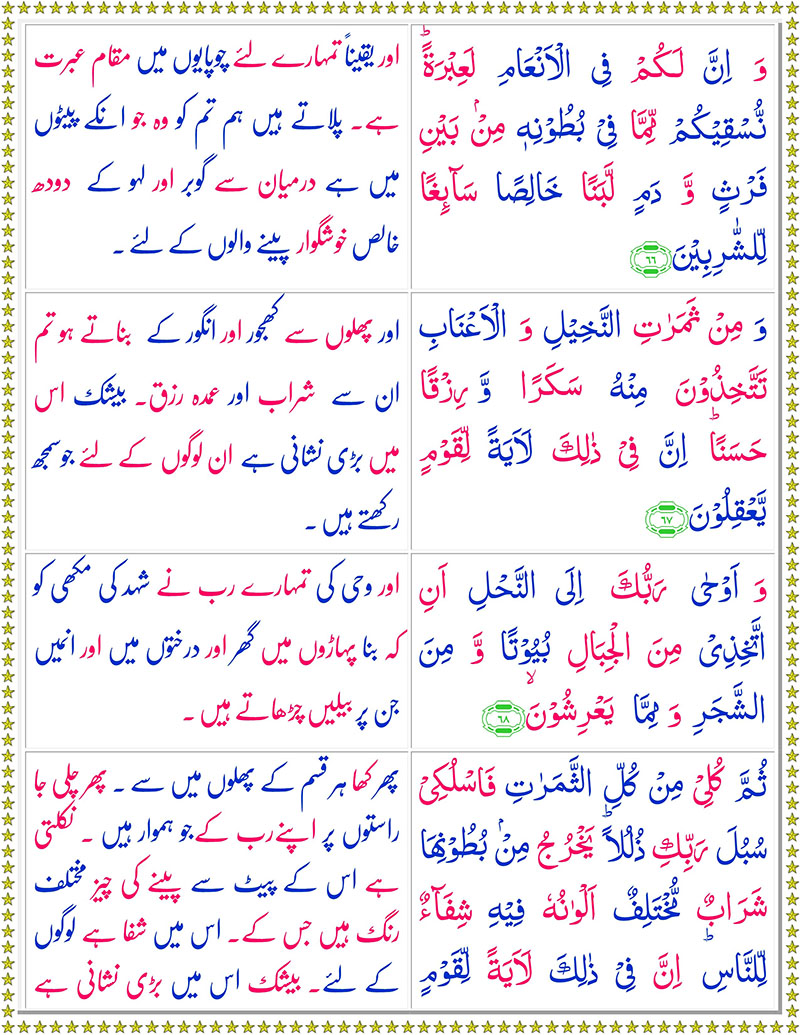 وَ اِنَّ لَكُمْ فِی الْاَنْعَامِ لَعِبْرَةًؕ
نُّسْقِیْكُمْ مِّمَّا فِیْ بُطُوْنِهٖ مِنْۢ بَیْنِ
فَرْثٍ وَّ دَمٍ لَّبَنًا خَالِصًا سَآىٕغًا
لِّلشّٰرِبِیْنَ ۶۶
اور یقیناً تمہارے لئے چوپایوں میں مقام عبرت
ہے۔ پلاتے ہیں ہم تم کو وہ جو انکے پیٹوں
میں ہے درمیان سے گوبر اور لہو کے دودھ
خالص خوشگوار پینے والوں کے لئے ۔
وَ مِنْ ثَمَرٰتِ النَّخِیْلِ وَ الْاَعْنَابِ
تَتَّخِذُوْنَ مِنْهُ سَكَرًا وَّ رِزْقًا
حَسَنًاؕ اِنَّ فِیْ ذٰلِكَ لَاٰیَةً لِّقَوْمٍ
یَّعْقِلُوْنَ ۶۷
اور پھلوں سے کھجور اور انگور کے بناتے ہو تم
ان سے شراب اور عمدہ رزق۔ بیشک اس
میں بڑی نشانی ہے ان لوگوں کے لئے جو سمجھ
رکھتے ہیں ۔
وَ اَوْحٰی رَبُّكَ اِلَی النَّحْلِ اَنِ
اتَّخِذِیْ مِنَ الْجِبَالِ بُیُوْتًا وَّ مِنَ
الشَّجَرِ وَ مِمَّا یَعْرِشُوْنَۙ ۶۸
اور وحی کی تمہارے رب نے شہد کی مکھی کو
کہ بنا پہاڑوں میں گھر اور درختوں میں اور انمیں
جن پر بیلیں چڑھاتے ہیں ۔
ثُمَّ كُلِیْ مِنْ كُلِّ الثَّمَرٰتِ فَاسْلُكِیْ
سُبُلَ رَبِّكِ ذُلُلًاؕ یَخْرُجُ مِنْۢ بُطُوْنِهَا
شَرَابٌ مُّخْتَلِفٌ اَلْوَانُهٗ فِیْهِ شِفَآءٌ
لِّلنَّاسِؕ اِنَّ فِیْ ذٰلِكَ لَاٰیَةً لِّقَوْمٍ
پھر کھا ہر قسم کے پھلوں میں سے ۔ پھر چلی جا
راستوں پر اپنے رب کے جو ہموار ہیں ۔ نکلتی
ہے اس کے پیٹ سے پینے کی چیز مختلف
رنگ ہیں جس کے۔ اس میں شفا ہے لوگوں
کے لئے۔ بیشک اس میں بڑی نشانی ہے